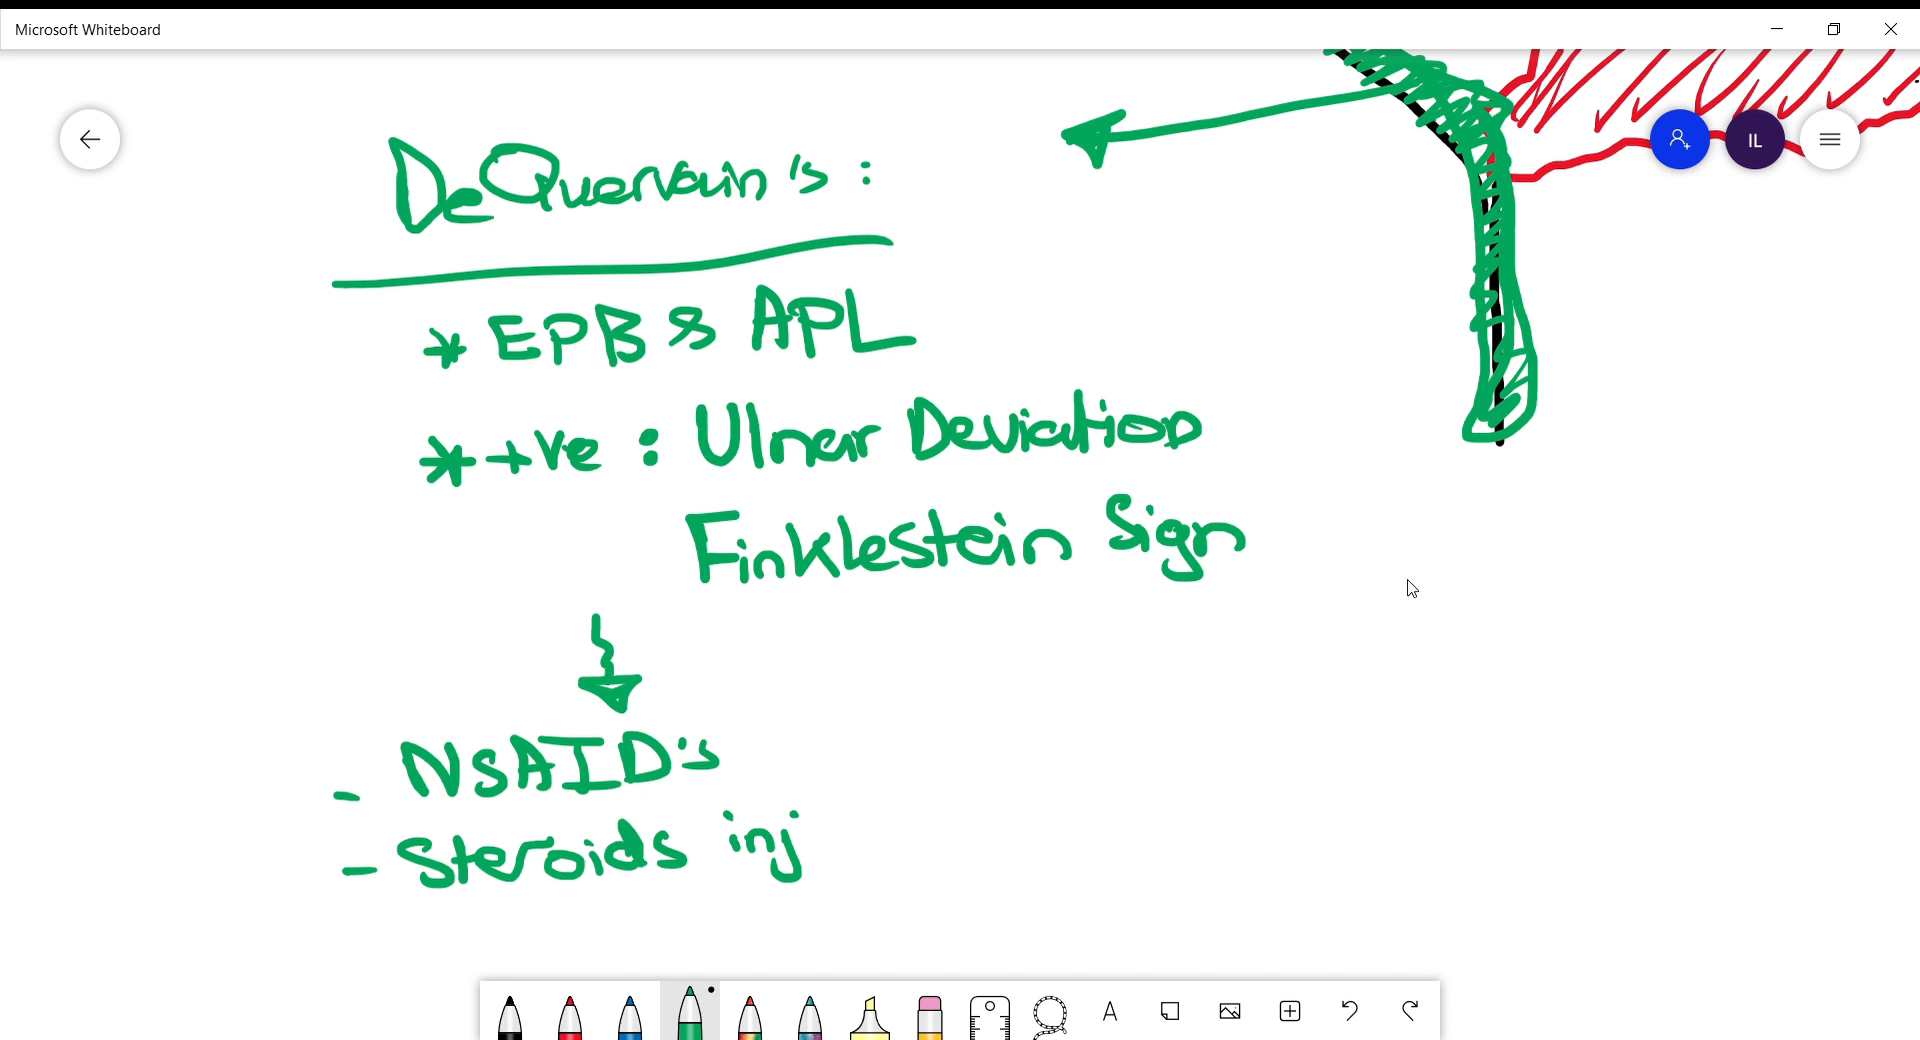 Microsoft Whiteboard
IL
DeQuervain's :
* EPB & APL
* +ve : Ulnar Deviation
Finklestein Sign
- NSAID's
- Steroids inj
A